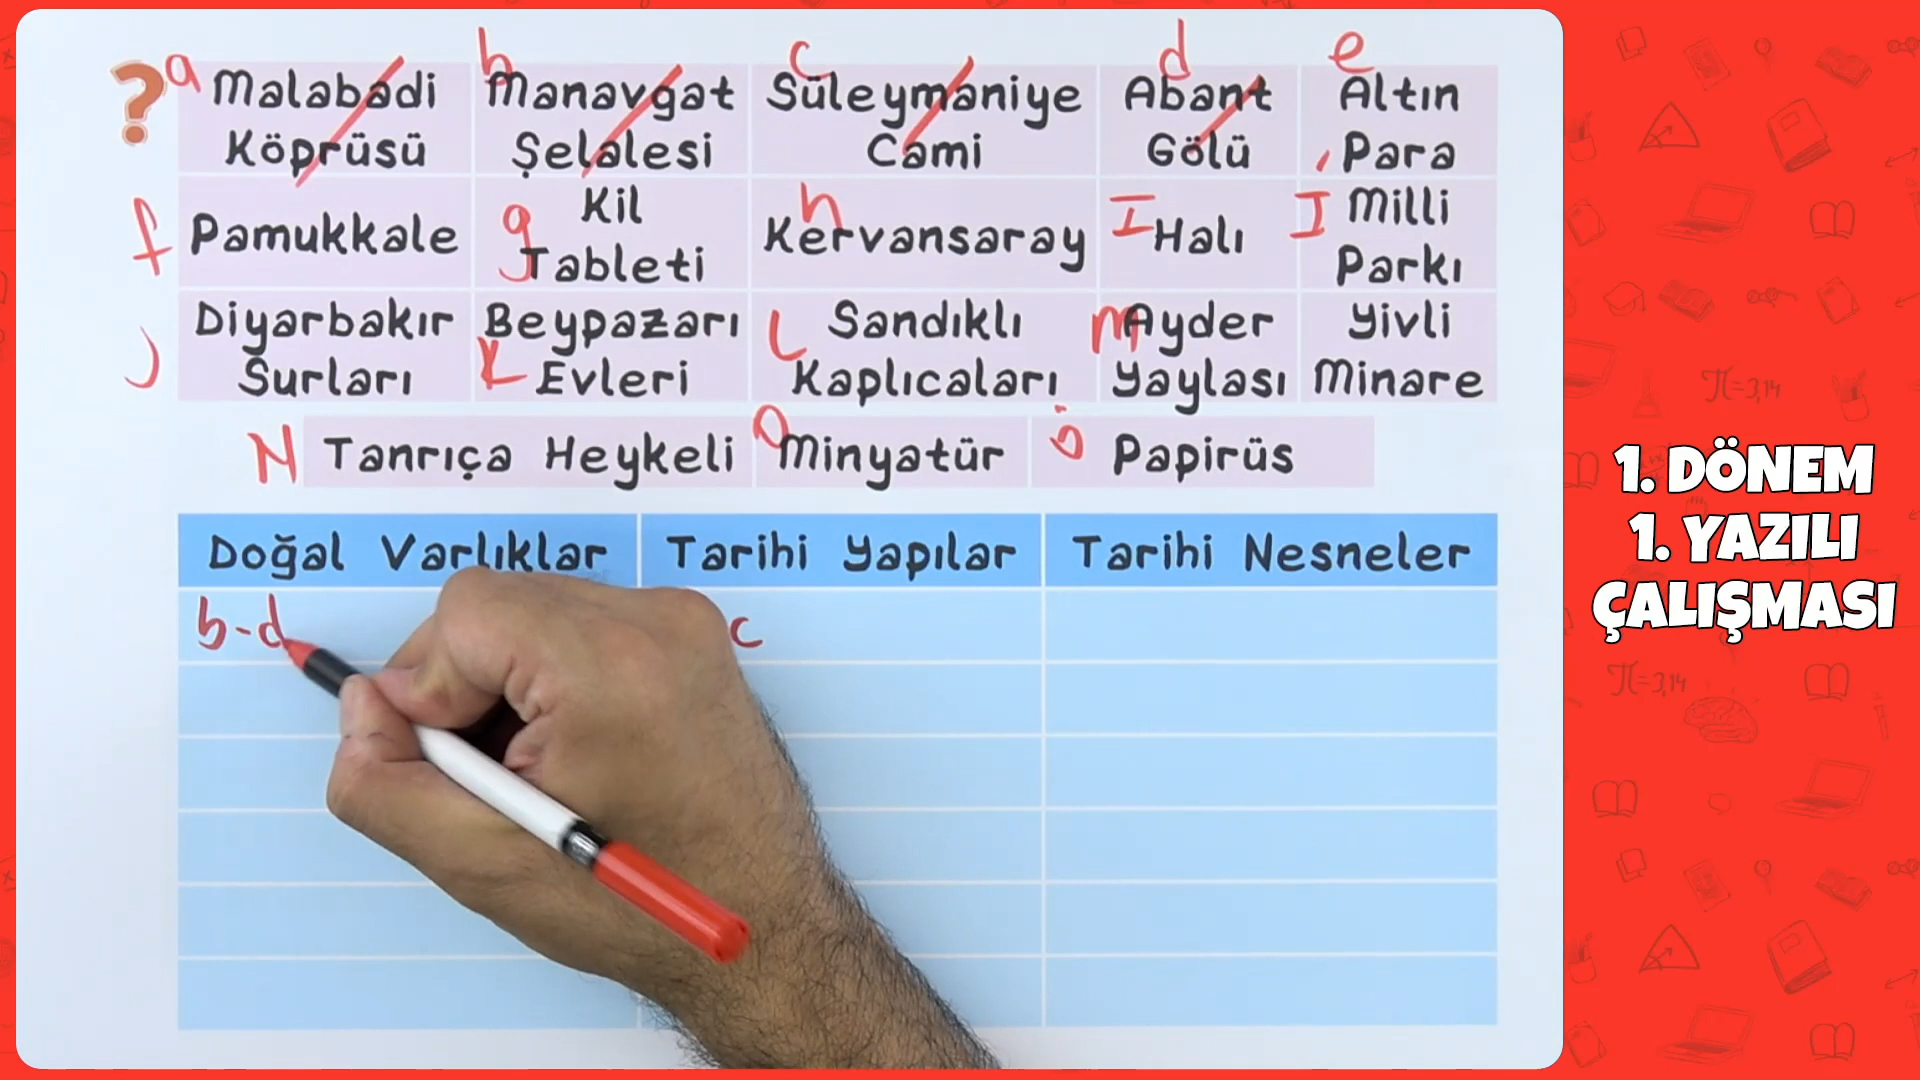 a b c d e
Malabadi Manavgat Süleymaniye Abant Altın
Köprüsü Şelalesi Cami Gölü Para
f Pamukkale g Kil Tableti h Kervansaray I Halı İ Milli Parkı
J Diyarbakır Surları K Beypazarı Evleri L Sandıklı Kaplıcaları m Ayder Yaylası Yivli Minare
N Tanrıça Heykeli O Minyatür ö Papirüs
Doğal Varlıklar Tarihi Yapılar Tarihi Nesneler
b-d c
1. DÖNEM
1. YAZILI
ÇALIŞMASI